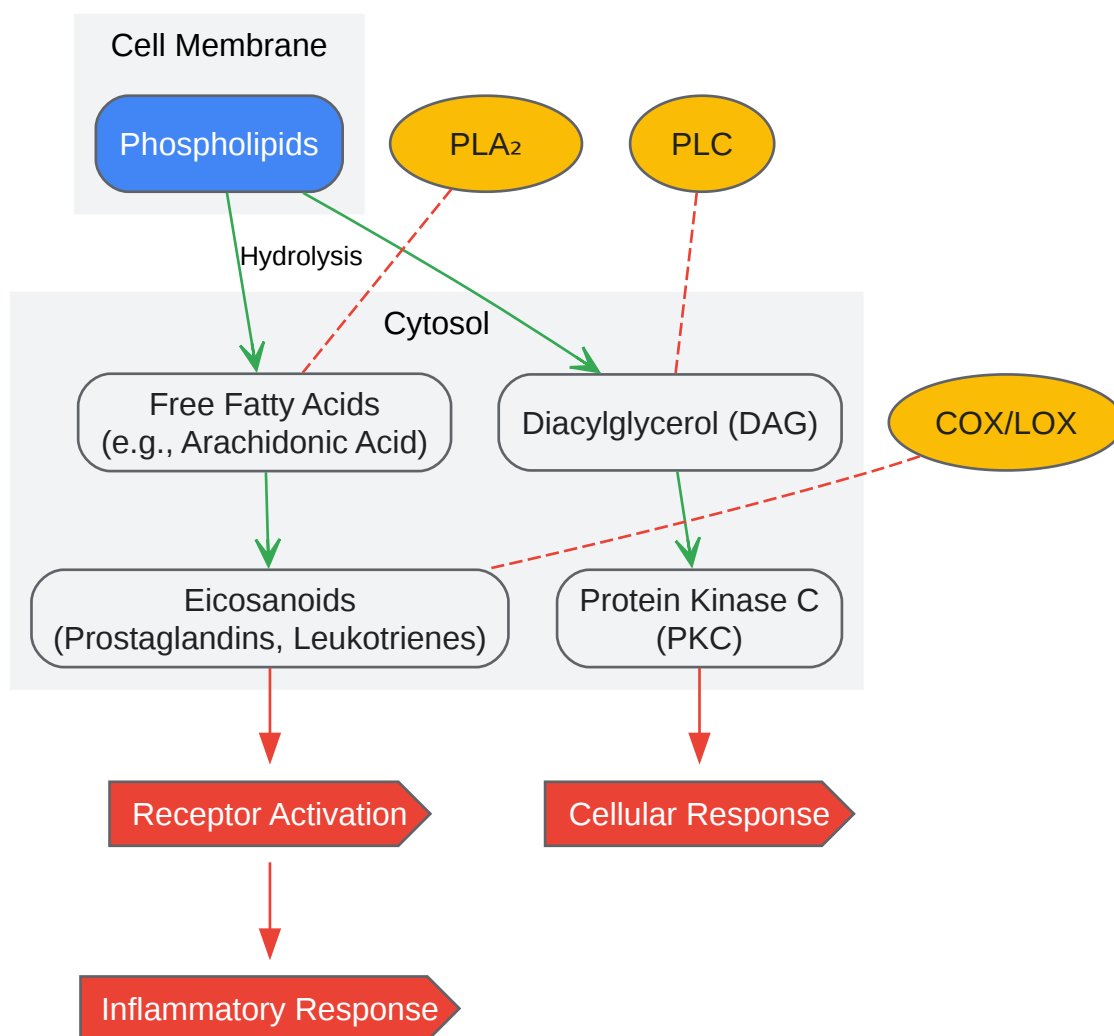 Cell Membrane
Phospholipids
PLA₂
PLC
Hydrolysis
Cytosol
Free Fatty Acids
(e.g., Arachidonic Acid)
Diacylglycerol (DAG)
COX/LOX
Eicosanoids
(Prostaglandins, Leukotrienes)
Protein Kinase C
(PKC)
Receptor Activation
Cellular Response
Inflammatory Response